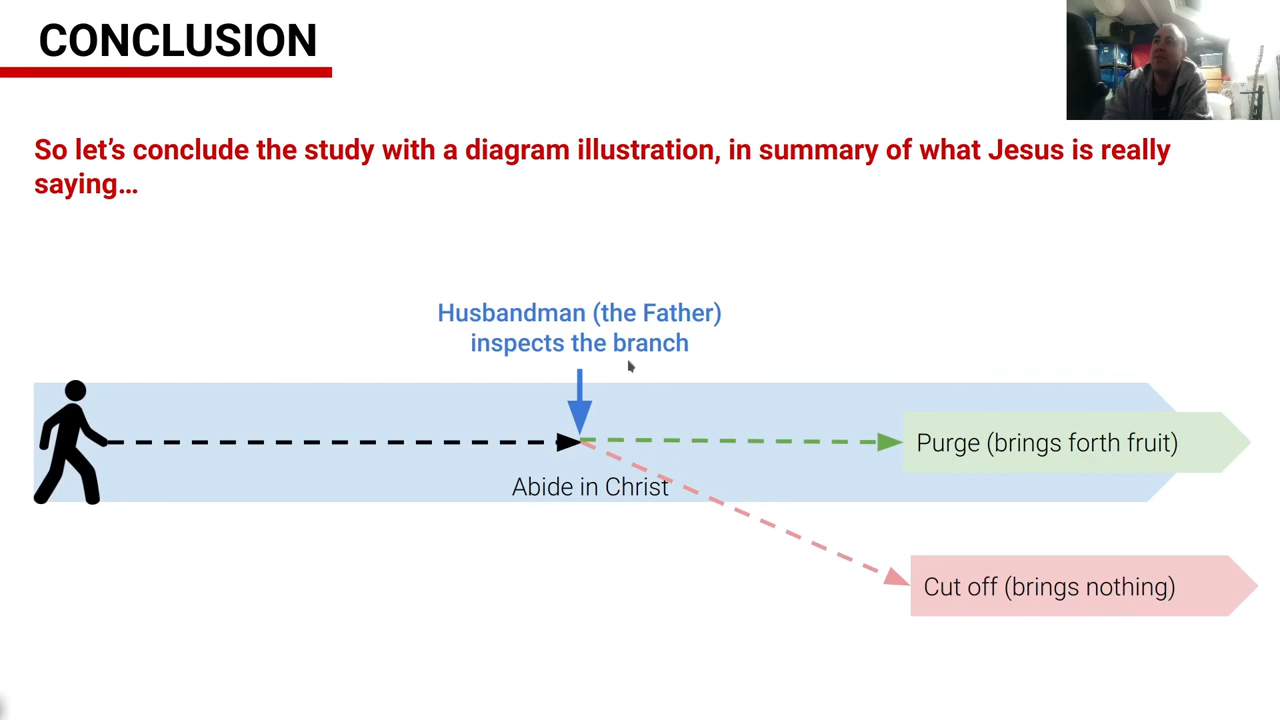 CONCLUSION
So let’s conclude the study with a diagram illustration, in summary of what Jesus is really
saying…
Husbandman (the Father)
inspects the branch
Abide in Christ
Purge (brings forth fruit)
Cut off (brings nothing)